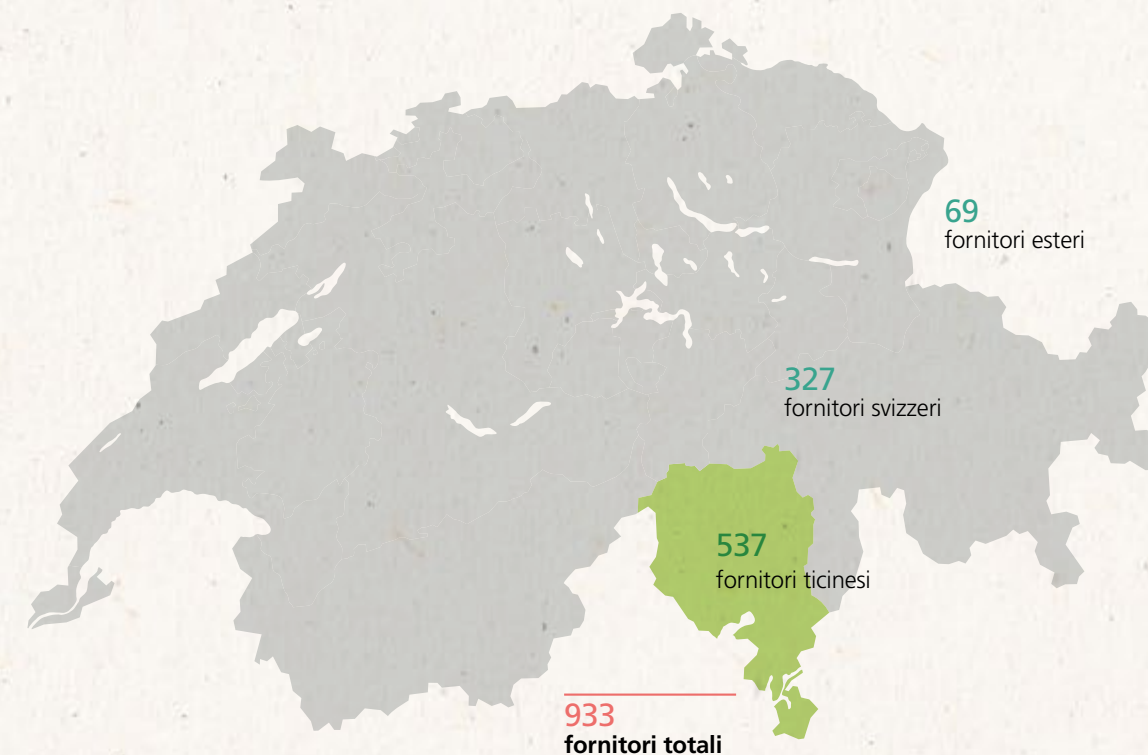 69
fornitori esteri
327
fornitori svizzeri
537
fornitori ticinesi
933
fornitori totali